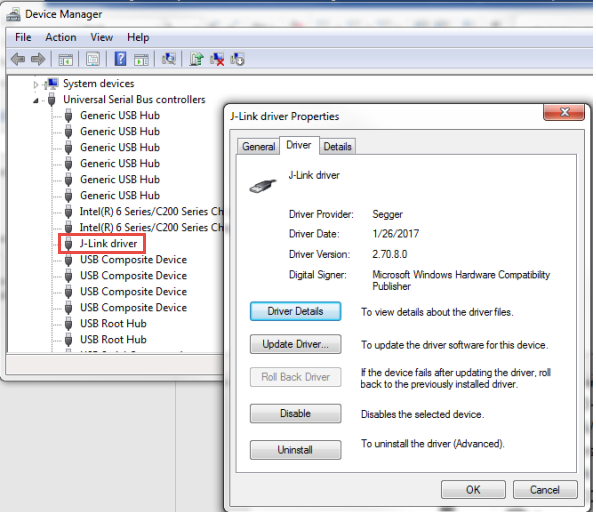 Device Manager
File Action View Help
System devices
Universal Serial Bus controllers
Generic USB Hub
Generic USB Hub
Generic USB Hub
Generic USB Hub
Generic USB Hub
Generic USB Hub
Intel(R) 6 Series/C200 Series Ch
Intel(R) 6 Series/C200 Series Ch
J-Link driver
USB Composite Device
USB Composite Device
USB Composite Device
USB Composite Device
USB Root Hub
USB Root Hub
J-Link driver Properties
General Driver Details
J-Link driver
Driver Provider: Segger
Driver Date: 1/26/2017
Driver Version: 2.70.8.0
Digital Signer: Microsoft Windows Hardware Compatibility
Publisher
Driver Details To view details about the driver files.
Update Driver... To update the driver software for this device.
Roll Back Driver If the device fails after updating the driver, roll
back to the previously installed driver.
Disable Disables the selected device.
Uninstall To uninstall the driver (Advanced).
OK Cancel